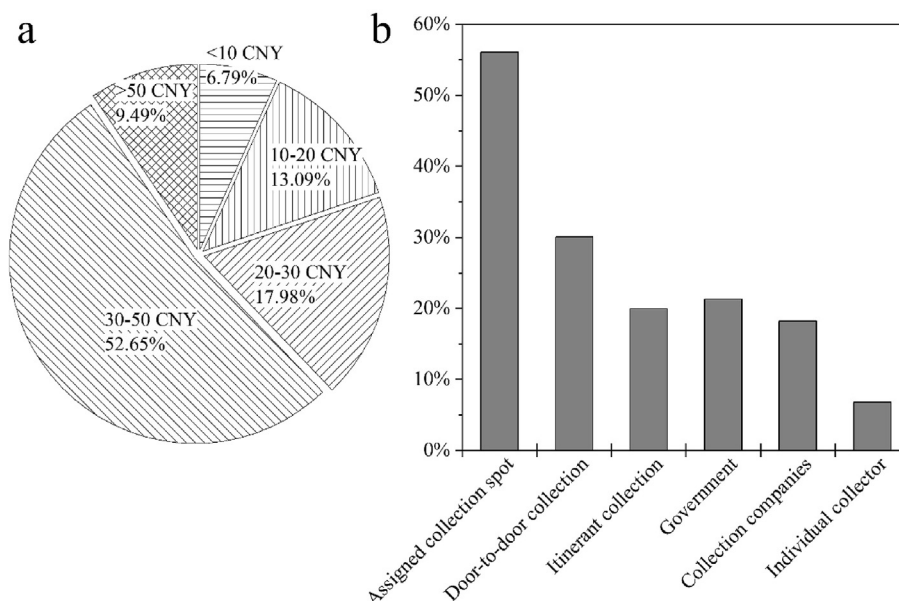 a
<10 CNY
6.79%
>50 CNY
9.49%
10-20 CNY
13.09%
20-30 CNY
17.98%
30-50 CNY
52.65%
b
60%
50%
40%
30%
20%
10%
0%
Assigned collection spot
Door-to-door collection
Itinerant collection
Government
Collection companies
Individual collector